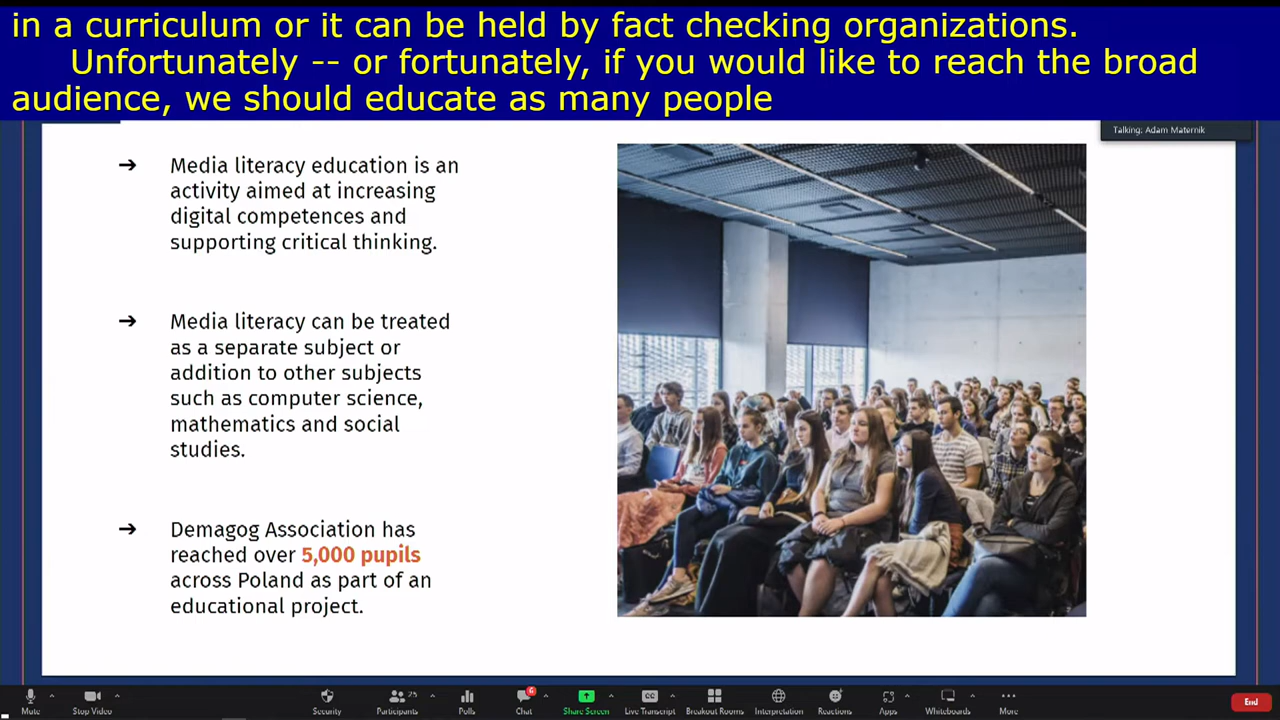 in a curriculum or it can be held by fact checking organizations.
Unfortunately -- or fortunately, if you would like to reach the broad
audience, we should educate as many people
Talking: Adam Maternik
➔ Media literacy education is an
activity aimed at increasing
digital competences and
supporting critical thinking.
➔ Media literacy can be treated
as a separate subject or
addition to other subjects
such as computer science,
mathematics and social
studies.
➔ Demagog Association has
reached over 5,000 pupils
across Poland as part of an
educational project.
Mute
Stop Video
Security
Participants 25
Polls
Chat 6
Share Screen
CC Live Transcript
Breakout Rooms
Interpretation
Reactions
Apps
Whiteboards
More
End